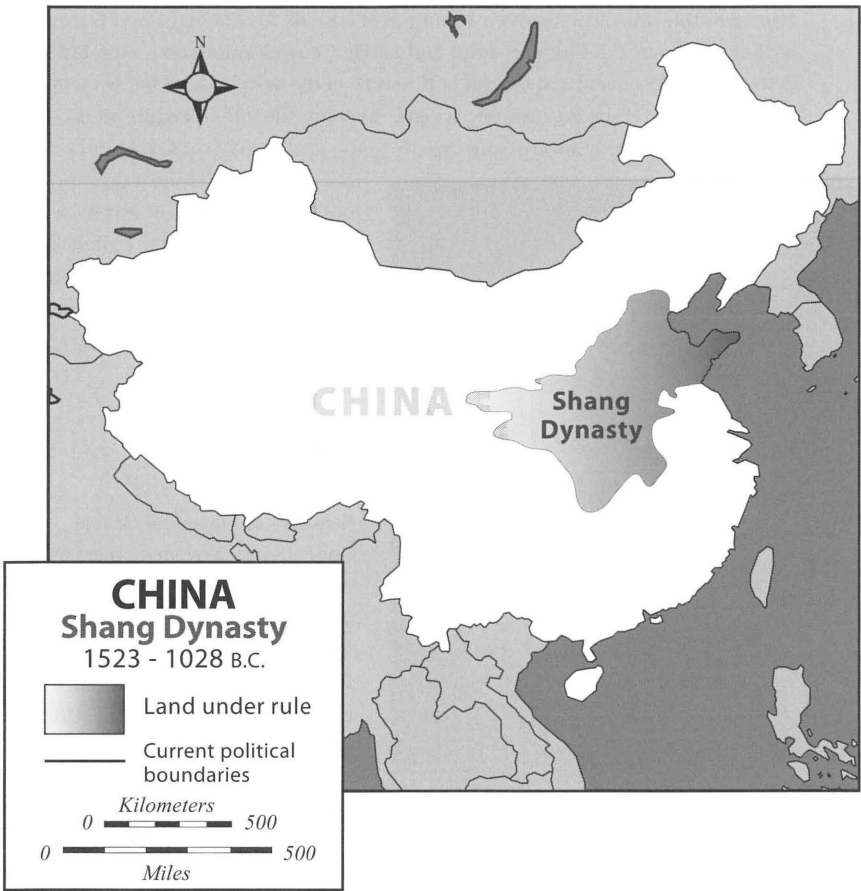 N
CHINA
Shang
Dynasty
CHINA
Shang Dynasty
1523 - 1028 B.C.
Land under rule
Current political
boundaries
Kilometers
0 500
0 500
Miles